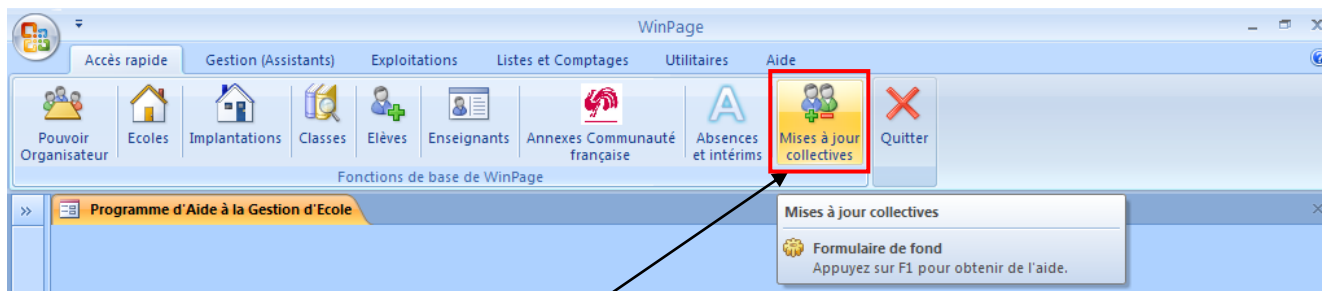 WinPage
Accès rapide Gestion (Assistants) Exploitations Listes et Comptages Utilitaires Aide
Pouvoir Organisateur
Ecoles
Implantations
Classes
Elèves
Enseignants
Annexes Communauté française
Absences et intérims
Mises à jour collectives
Quitter
Fonctions de base de WinPage
Programme d'Aide à la Gestion d'Ecole
Mises à jour collectives
Formulaire de fond
Appuyez sur F1 pour obtenir de l'aide.